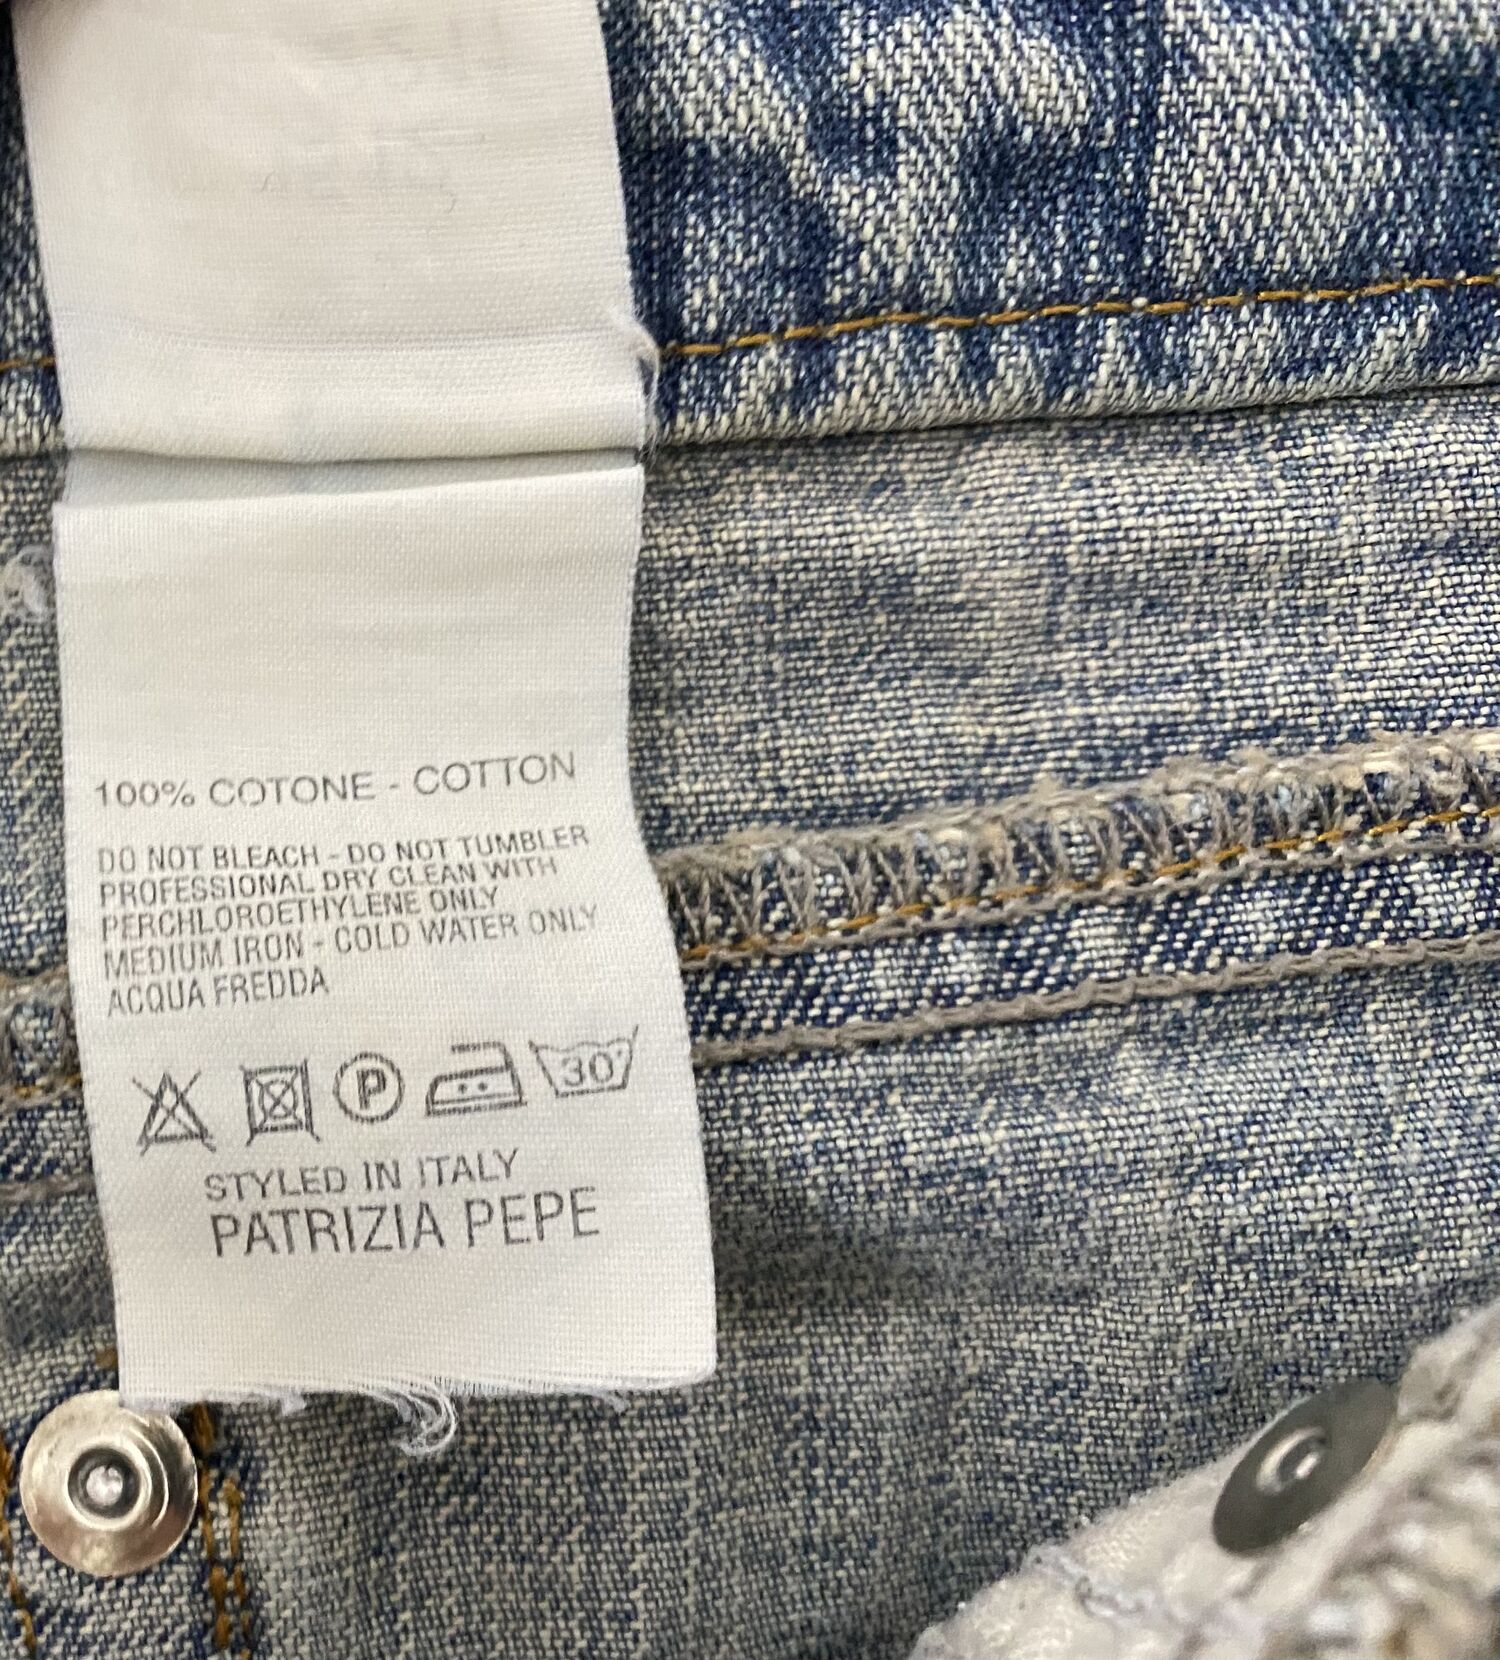 100% COTONE - COTTON
DO NOT BLEACH - DO NOT TUMBLER
PROFESSIONAL DRY CLEAN WITH
PERCHLOROETHYLENE ONLY
MEDIUM IRON - COLD WATER ONLY
ACQUA FREDDA
P 30°
STYLED IN ITALY
PATRIZIA PEPE